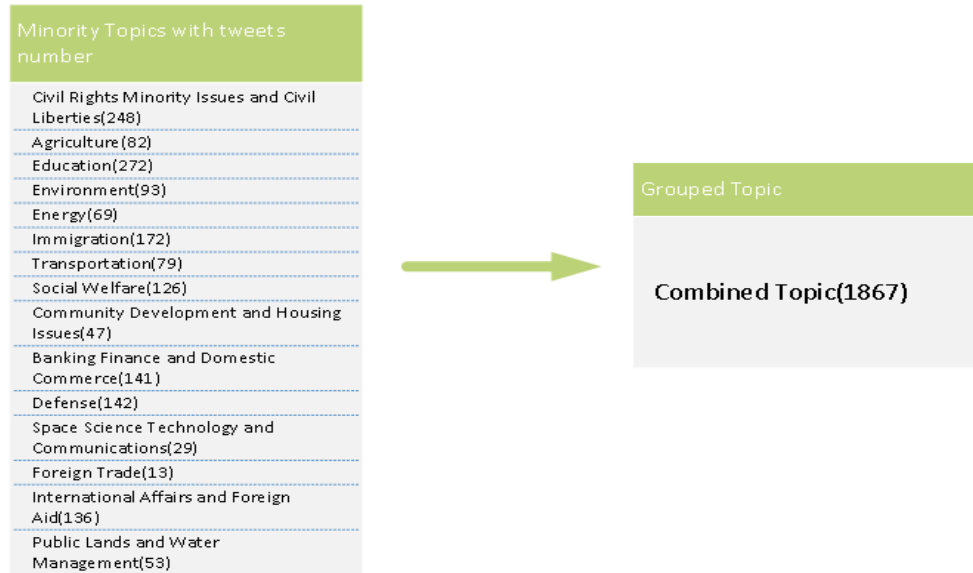 Minority Topics with tweets
number
Civil Rights Minority Issues and Civil
Liberties(248)
Agriculture(82)
Education(272)
Environment(93)
Energy(69)
Immigration(172)
Transportation(79)
Social Welfare(126)
Community Development and Housing
Issues(47)
Banking Finance and Domestic
Commerce(141)
Defense(142)
Space Science Technology and
Communications(29)
Foreign Trade(13)
International Affairs and Foreign
Aid(136)
Public Lands and Water
Management(53)
Grouped Topic
Combined Topic(1867)